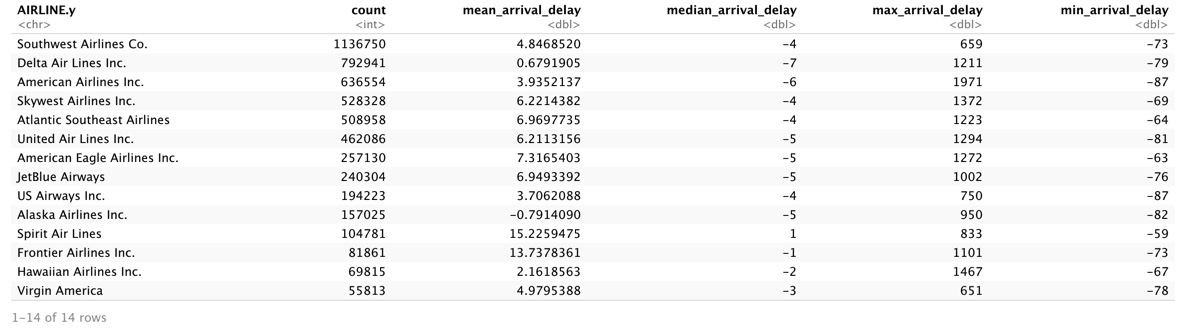 AIRLINE.y count mean_arrival_delay median_arrival_delay max_arrival_delay min_arrival_delay
<chr> <int> <dbl> <dbl> <dbl> <dbl>
Southwest Airlines Co. 1136750 4.8468520 -4 659 -73
Delta Air Lines Inc. 792941 0.6791905 -7 1211 -79
American Airlines Inc. 636554 3.9352137 -6 1971 -87
Skywest Airlines Inc. 528328 6.2214382 -4 1372 -69
Atlantic Southeast Airlines 508958 6.9697735 -4 1223 -64
United Air Lines Inc. 462086 6.2113156 -5 1294 -81
American Eagle Airlines Inc. 257130 7.3165403 -5 1272 -63
JetBlue Airways 240304 6.9493392 -5 1002 -76
US Airways Inc. 194223 3.7062088 -4 750 -87
Alaska Airlines Inc. 157025 -0.7914090 -5 950 -82
Spirit Air Lines 104781 15.2259475 1 833 -59
Frontier Airlines Inc. 81861 13.7378361 -1 1101 -73
Hawaiian Airlines Inc. 69815 2.1618563 -2 1467 -67
Virgin America 55813 4.9795388 -3 651 -78
1-14 of 14 rows